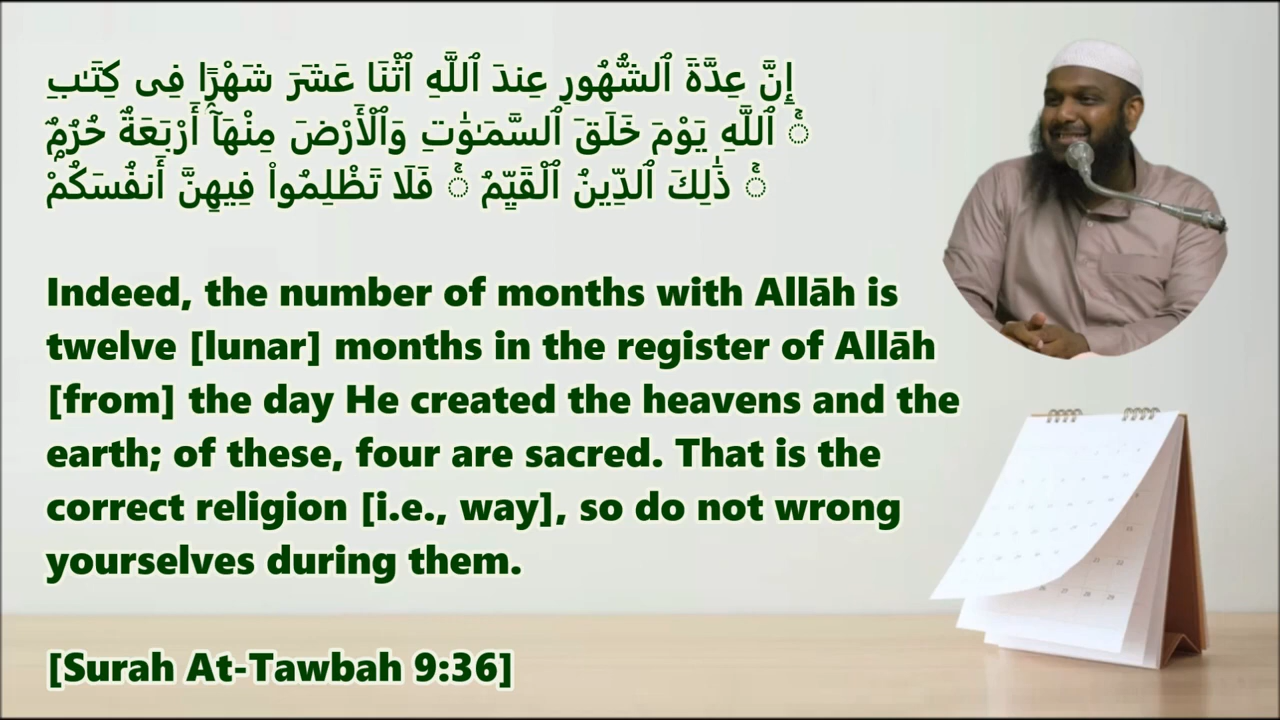 إِنَّ عِدَّةَ ٱلشُّهُورِ عِندَ ٱللَّهِ ٱثْنَا عَشَرَ شَهْرًۭا فِى كِتَـٰبِ
ٱللَّهِ يَوْمَ خَلَقَ ٱلسَّمَـٰوَٰتِ وَٱلْأَرْضَ مِنْهَآ أَرْبَعَةٌ حُرُمٌۭ ۚ
ذَٰلِكَ ٱلدِّينُ ٱلْقَيِّمُ ۚ فَلَا تَظْلِمُوا۟ فِيهِنَّ أَنفُسَكُمْ ۚ
Indeed, the number of months with Allāh is
twelve [lunar] months in the register of Allāh
[from] the day He created the heavens and the
earth; of these, four are sacred. That is the
correct religion [i.e., way], so do not wrong
yourselves during them.
[Surah At-Tawbah 9:36]